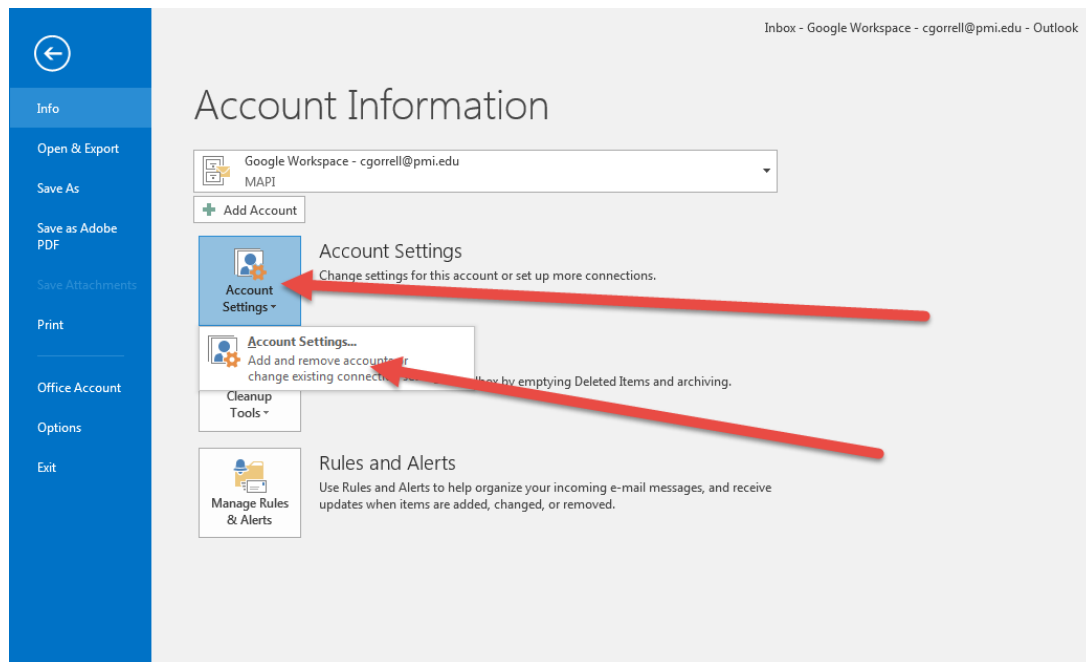 Inbox - Google Workspace - cgorrell@pmi.edu - Outlook
Info
Open & Export
Save As
Save as Adobe
PDF
Save Attachments
Print
Office Account
Options
Exit
Account Information
Google Workspace - cgorrell@pmi.edu
MAPI
Add Account
Account
Settings
Account Settings
Change settings for this account or set up more connections.
Account Settings...
Add and remove accounts or
change existing connection
by emptying Deleted Items and archiving.
Cleanup
Tools
Manage Rules
& Alerts
Rules and Alerts
Use Rules and Alerts to help organize your incoming e-mail messages, and receive
updates when items are added, changed, or removed.